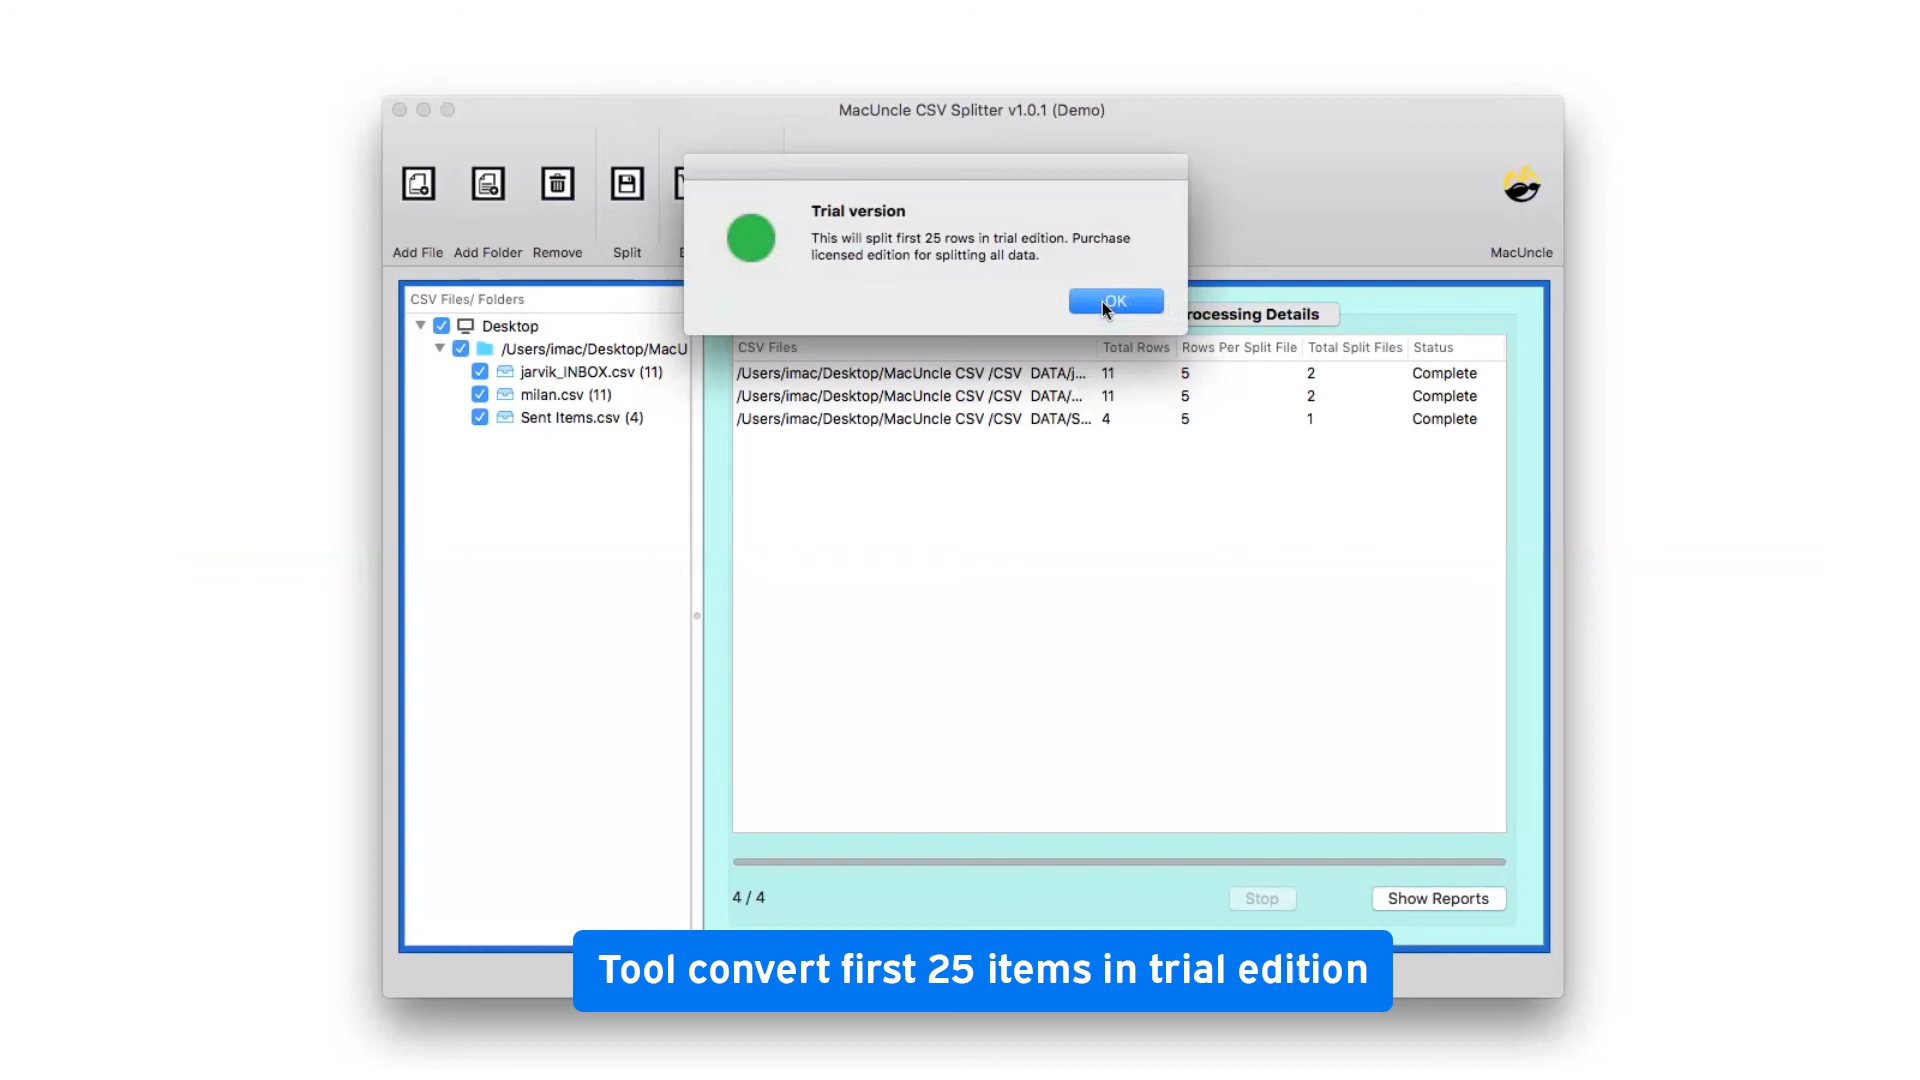 MacUncle CSV Splitter v1.0.1 (Demo)
Add File Add Folder Remove Split
MacUncle
Trial version
This will split first 25 rows in trial edition. Purchase
licensed edition for splitting all data.
OK
CSV Files/ Folders
Desktop
/Users/imac/Desktop/MacU
jarvik_INBOX.csv (11)
milan.csv (11)
Sent Items.csv (4)
rocessing Details
CSV Files Total Rows Rows Per Split File Total Split Files Status
/Users/imac/Desktop/MacUncle CSV /CSV DATA/j... 11 5 2 Complete
/Users/imac/Desktop/MacUncle CSV /CSV DATA/... 11 5 2 Complete
/Users/imac/Desktop/MacUncle CSV /CSV DATA/S... 4 5 1 Complete
4 / 4
Stop
Show Reports
Tool convert first 25 items in trial edition